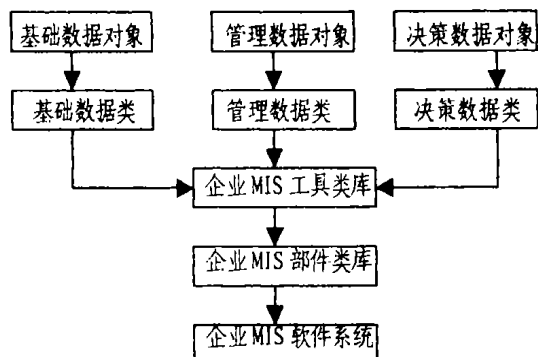 基础数据对象
管理数据对象
决策数据对象
基础数据类
管理数据类
决策数据类
企业MIS工具类库
企业MIS部件类库
企业MIS软件系统